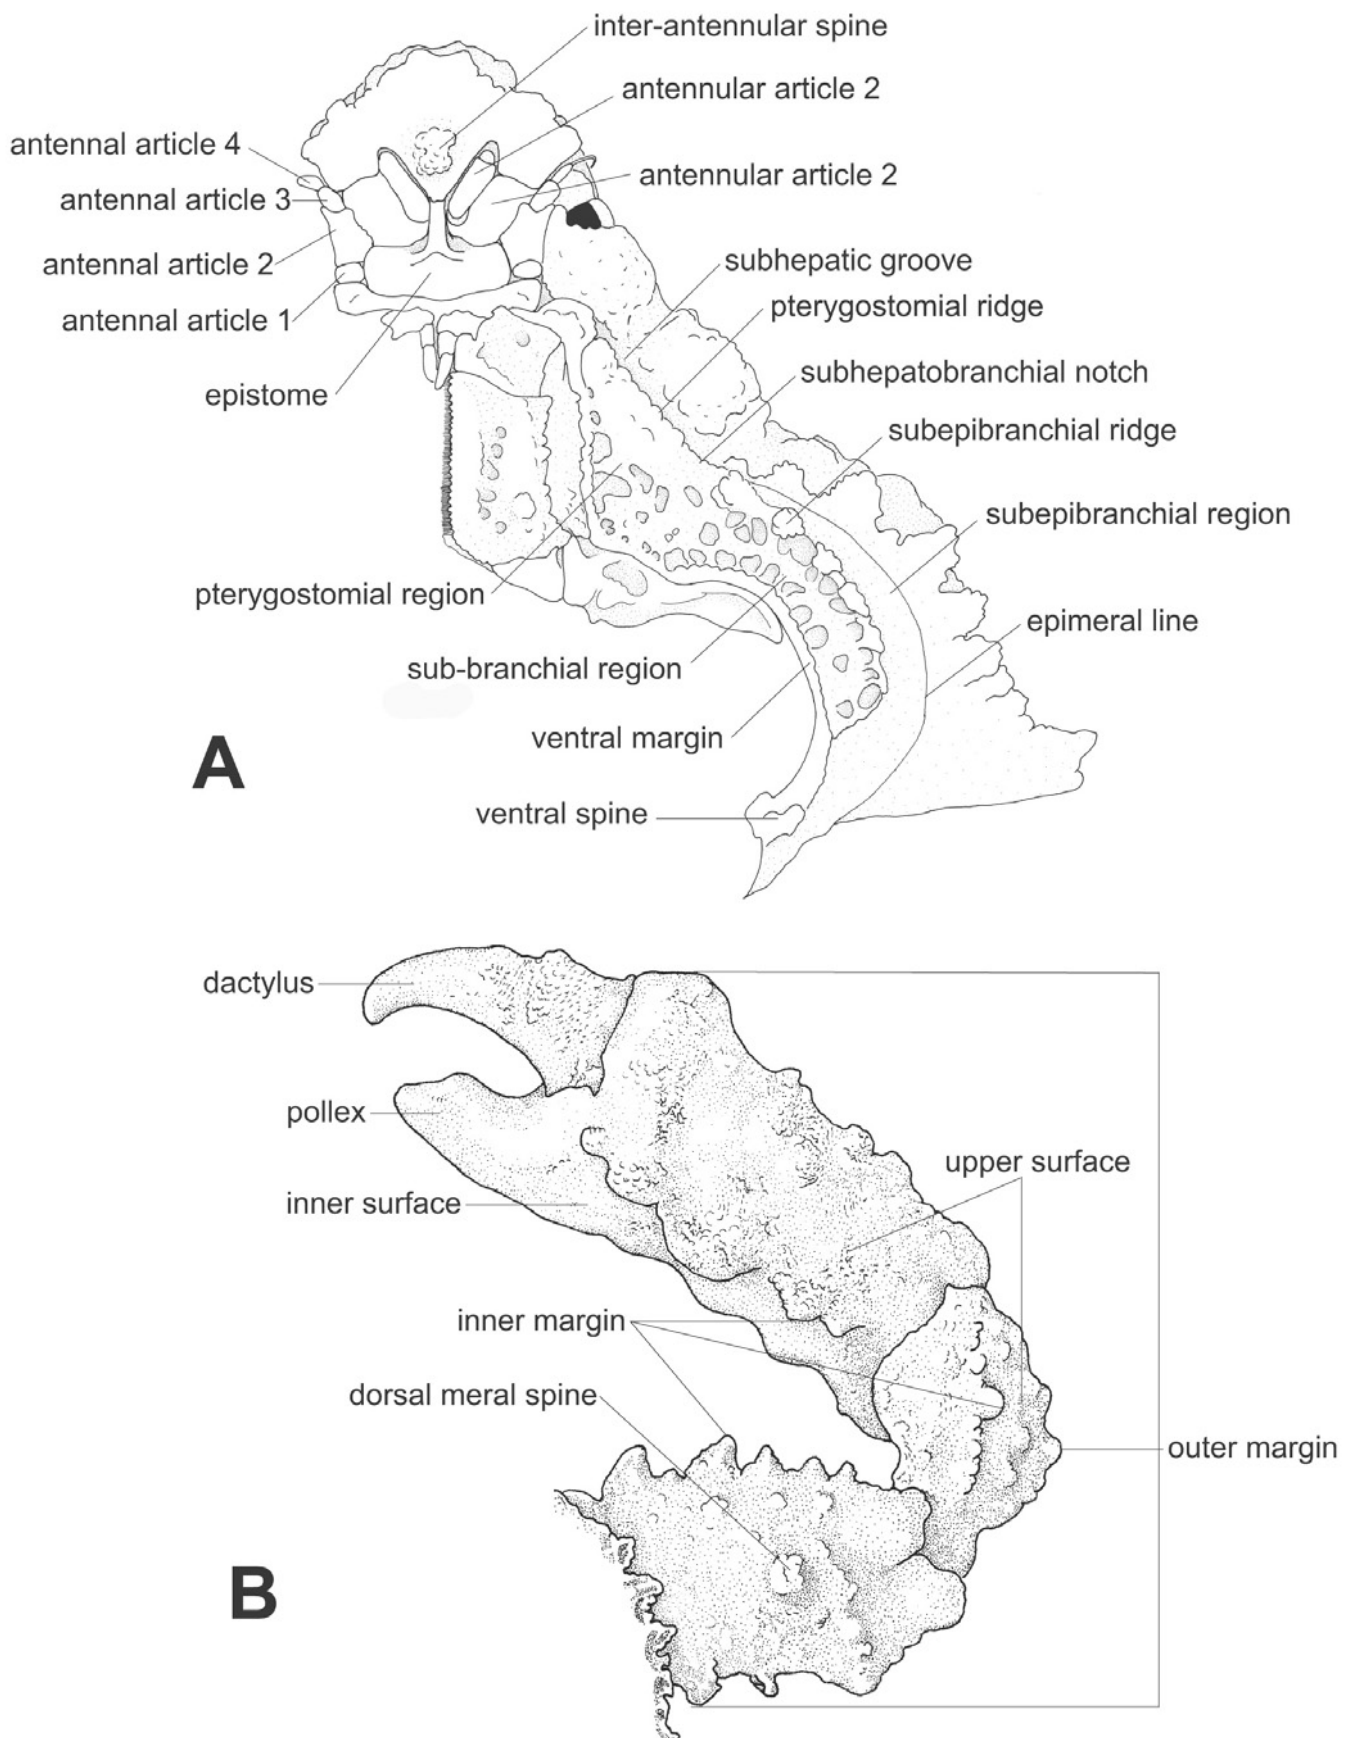 inter-antennular spine
antennular article 2
antennal article 4
antennular article 2
antennal article 3
antennal article 2
subhepatic groove
pterygostomial ridge
antennal article 1
subhepatobranchial notch
epistome
subepibranchial ridge
subepibranchial region
pterygostomial region
epimeral line
sub-branchial region
ventral margin
A
ventral spine
dactylus
pollex
upper surface
inner surface
inner margin
dorsal meral spine
outer margin
B